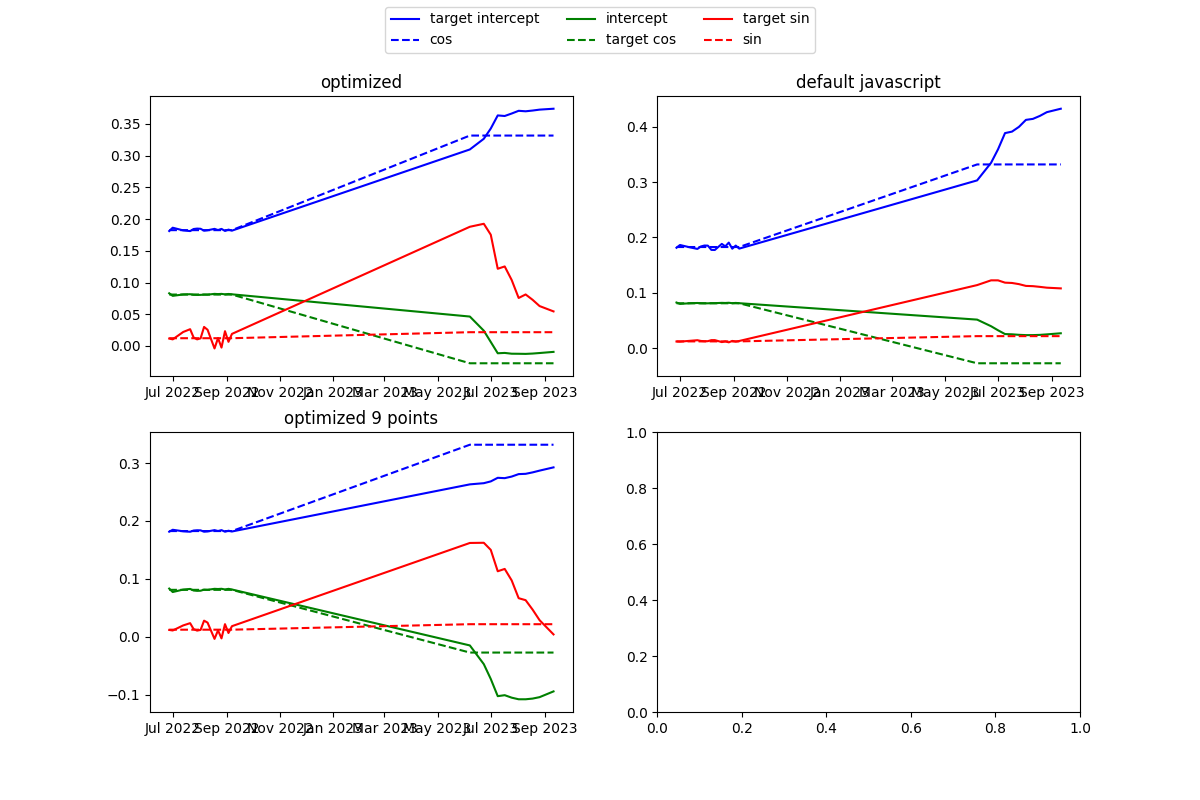 target intercept intercept target sin
cos target cos sin
optimized
default javascript
0.35
0.30
0.25
0.20
0.15
0.10
0.05
0.00
Jul 2022 Sep 2022 Nov 2022 Jan 2023 Mar 2023 May 2023 Jul 2023 Sep 2023
0.4
0.3
0.2
0.1
0.0
Jul 2022 Sep 2022 Nov 2022 Jan 2023 Mar 2023 May 2023 Jul 2023 Sep 2023
optimized 9 points
0.3
0.2
0.1
0.0
−0.1
Jul 2022 Sep 2022 Nov 2022 Jan 2023 Mar 2023 May 2023 Jul 2023 Sep 2023
1.0
0.8
0.6
0.4
0.2
0.0
0.0 0.2 0.4 0.6 0.8 1.0